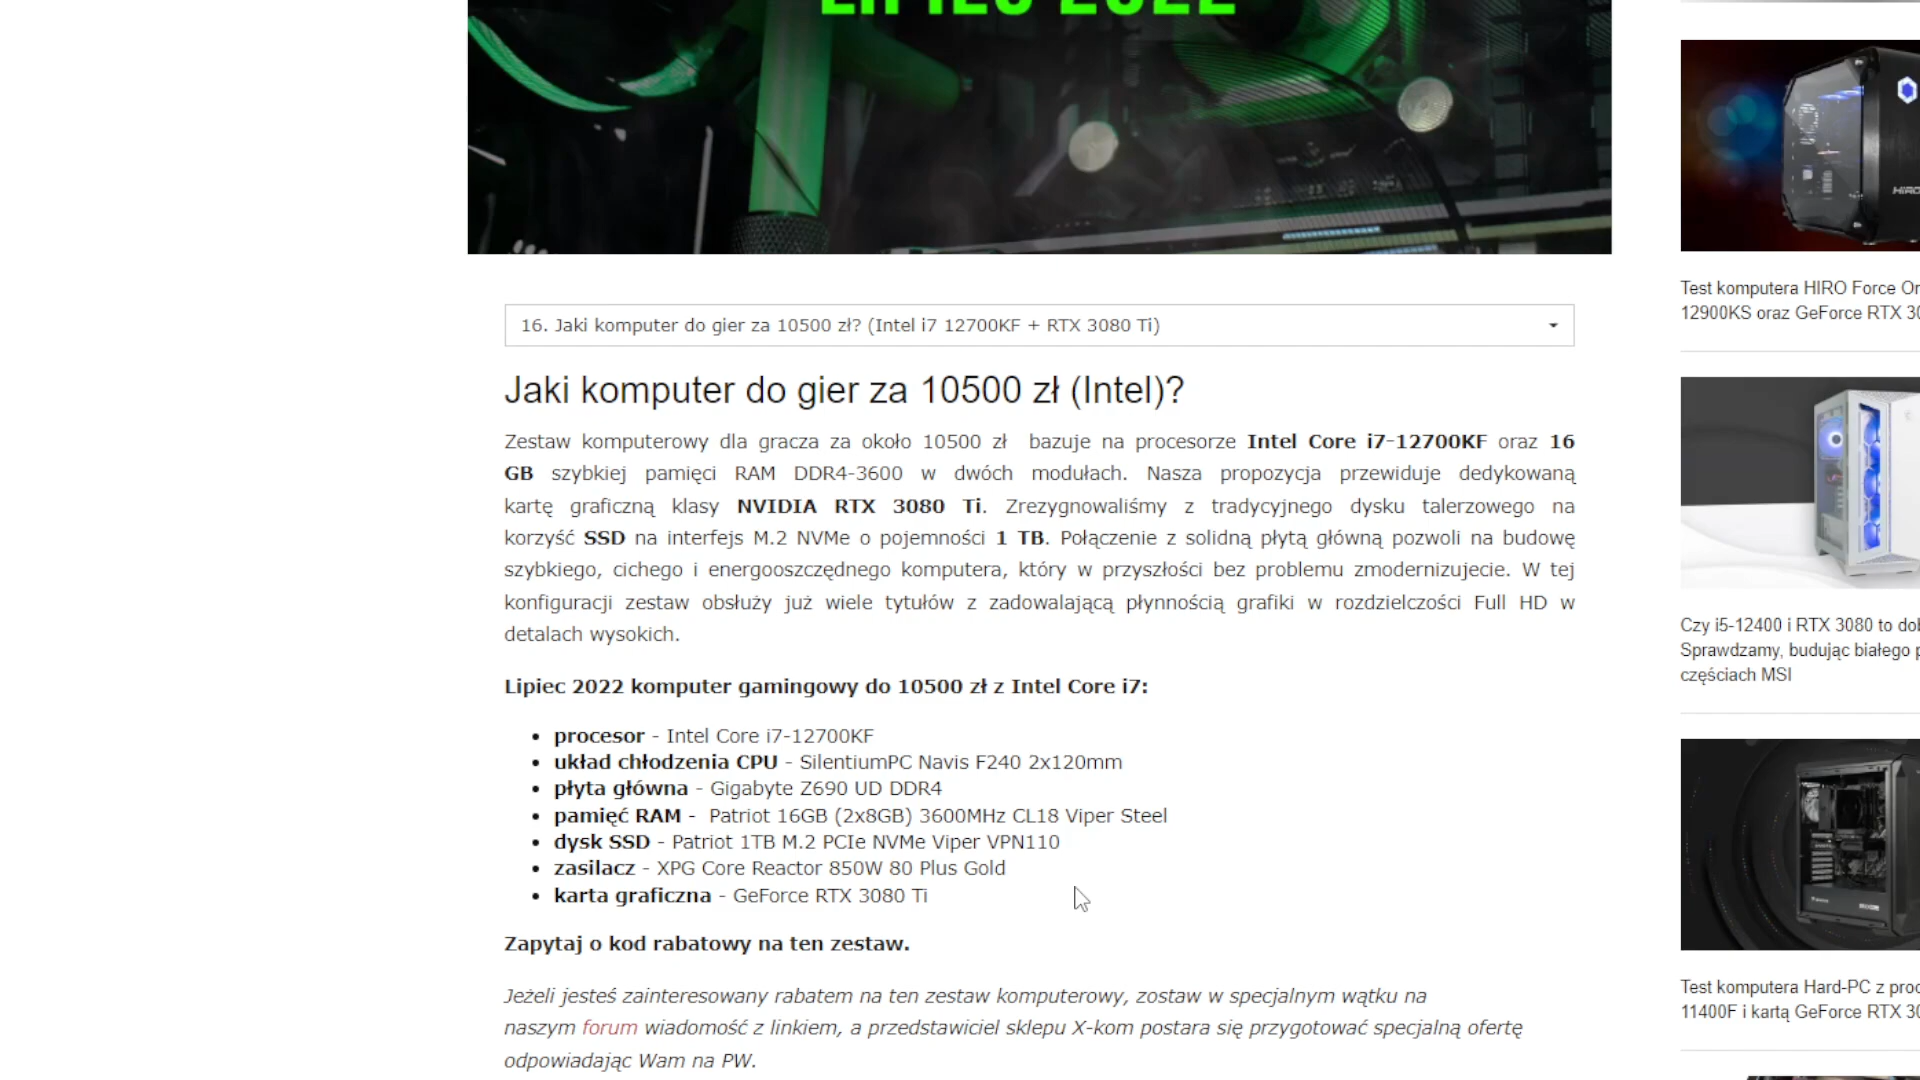 LIPIEC 2022
16. Jaki komputer do gier za 10500 zł? (Intel i7 12700KF + RTX 3080 Ti)
Jaki komputer do gier za 10500 zł (Intel)?
Zestaw komputerowy dla gracza za około 10500 zł bazuje na procesorze Intel Core i7-12700KF oraz 16
GB szybkiej pamięci RAM DDR4-3600 w dwóch modułach. Nasza propozycja przewiduje dedykowaną
kartę graficzną klasy NVIDIA RTX 3080 Ti. Zrezygnowaliśmy z tradycyjnego dysku talerzowego na
korzyść SSD na interfejs M.2 NVMe o pojemności 1 TB. Połączenie z solidną płytą główną pozwoli na budowę
szybkiego, cichego i energooszczędnego komputera, który w przyszłości bez problemu zmodernizujecie. W tej
konfiguracji zestaw obsłuży już wiele tytułów z zadowalającą płynnością grafiki w rozdzielczości Full HD w
detalach wysokich.
Lipiec 2022 komputer gamingowy do 10500 zł z Intel Core i7:
• procesor - Intel Core i7-12700KF
• układ chłodzenia CPU - SilentiumPC Navis F240 2x120mm
• płyta główna - Gigabyte Z690 UD DDR4
• pamięć RAM - Patriot 16GB (2x8GB) 3600MHz CL18 Viper Steel
• dysk SSD - Patriot 1TB M.2 PCIe NVMe Viper VPN110
• zasilacz - XPG Core Reactor 850W 80 Plus Gold
• karta graficzna - GeForce RTX 3080 Ti
Zapytaj o kod rabatowy na ten zestaw.
Jeżeli jesteś zainteresowany rabatem na ten zestaw komputerowy, zostaw w specjalnym wątku na
naszym forum wiadomość z linkiem, a przedstawiciel sklepu X-kom postara się przygotować specjalną ofertę
odpowiadając Wam na PW.
Test komputera HIRO Force
12900KS oraz GeForce RTX
Czy i5-12400 i RTX 3080 to
Sprawdzamy, budując białego
częściach MSI
Test komputera Hard-PC z
11400F i kartą GeForce RTX